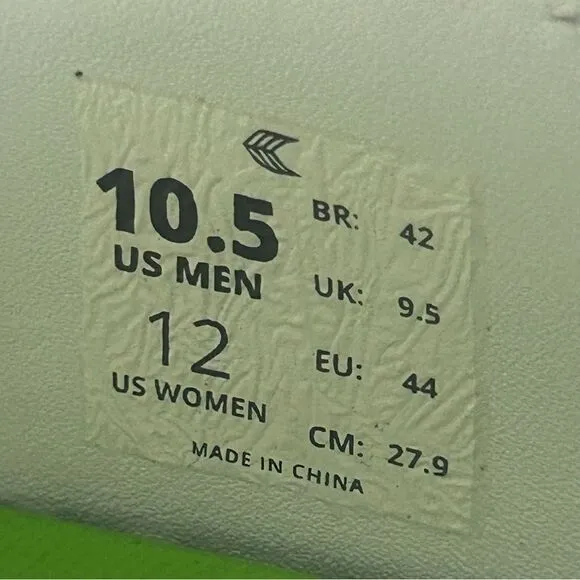 10.5
US MEN
12
US WOMEN
BR: 42
UK: 9.5
EU: 44
CM: 27.9
MADE IN CHINA